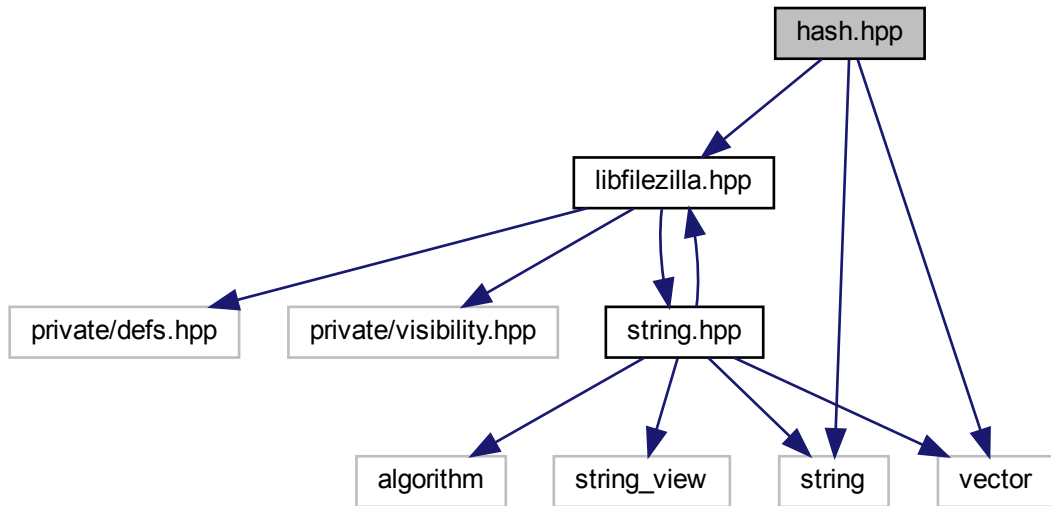 hash.hpp
libfilezilla.hpp
private/defs.hpp
private/visibility.hpp
string.hpp
algorithm
string_view
string
vector